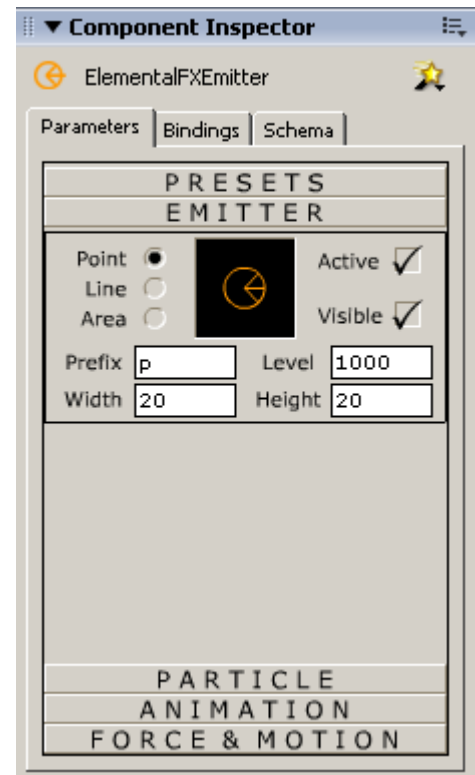 Component Inspector
ElementalFXEmitter
Parameters Bindings Schema
PRESETS
EMITTER
Point Active
Line
Area Visible
Prefix p Level 1000
Width 20 Height 20
PARTICLE
ANIMATION
FORCE & MOTION